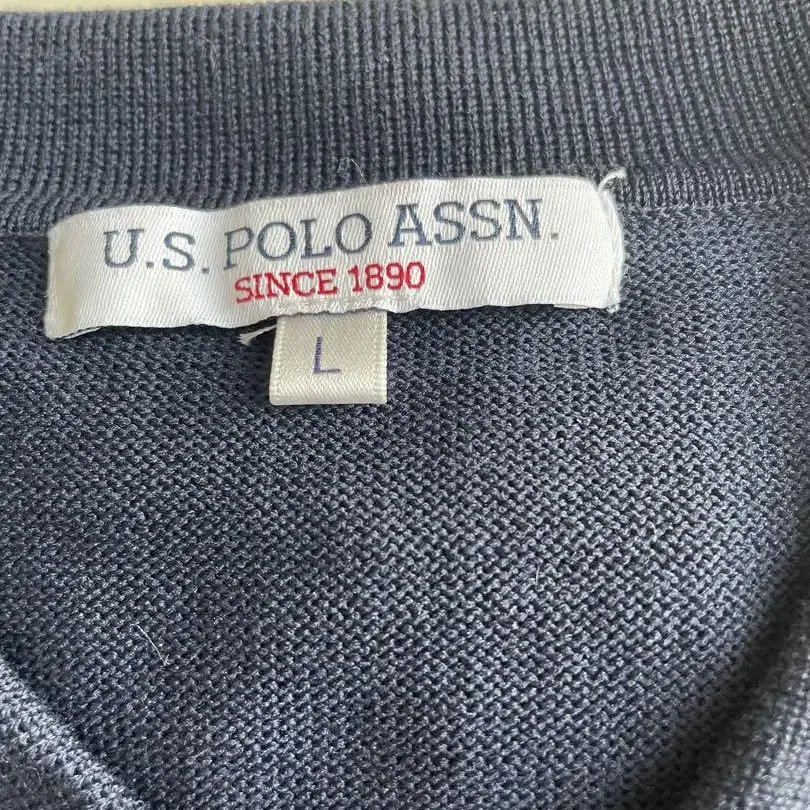 U.S. POLO ASSN.
SINCE 1890
L